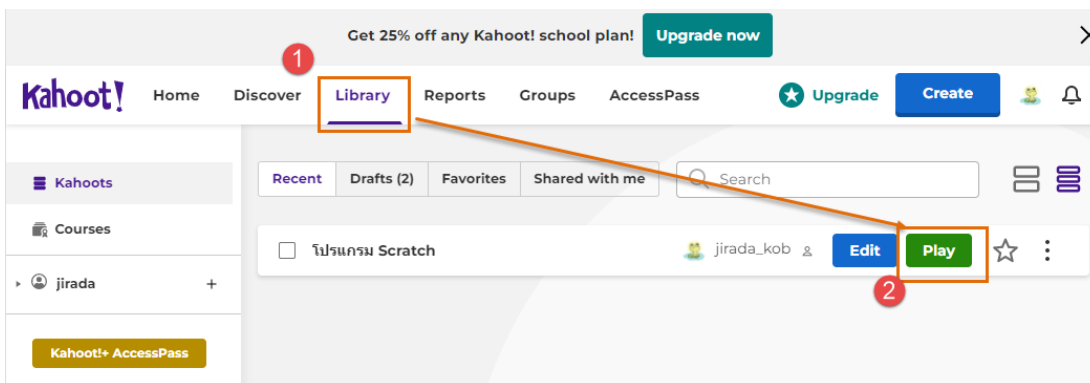 Get 25% off any Kahoot! school plan! Upgrade now
1
Kahoot! Home Discover Library Reports Groups AccessPass Upgrade Create
Kahoots
Recent Drafts (2) Favorites Shared with me Search
Courses
โปรแกรม Scratch jirada_kob Edit Play
jirada +
2
Kahoot!+ AccessPass